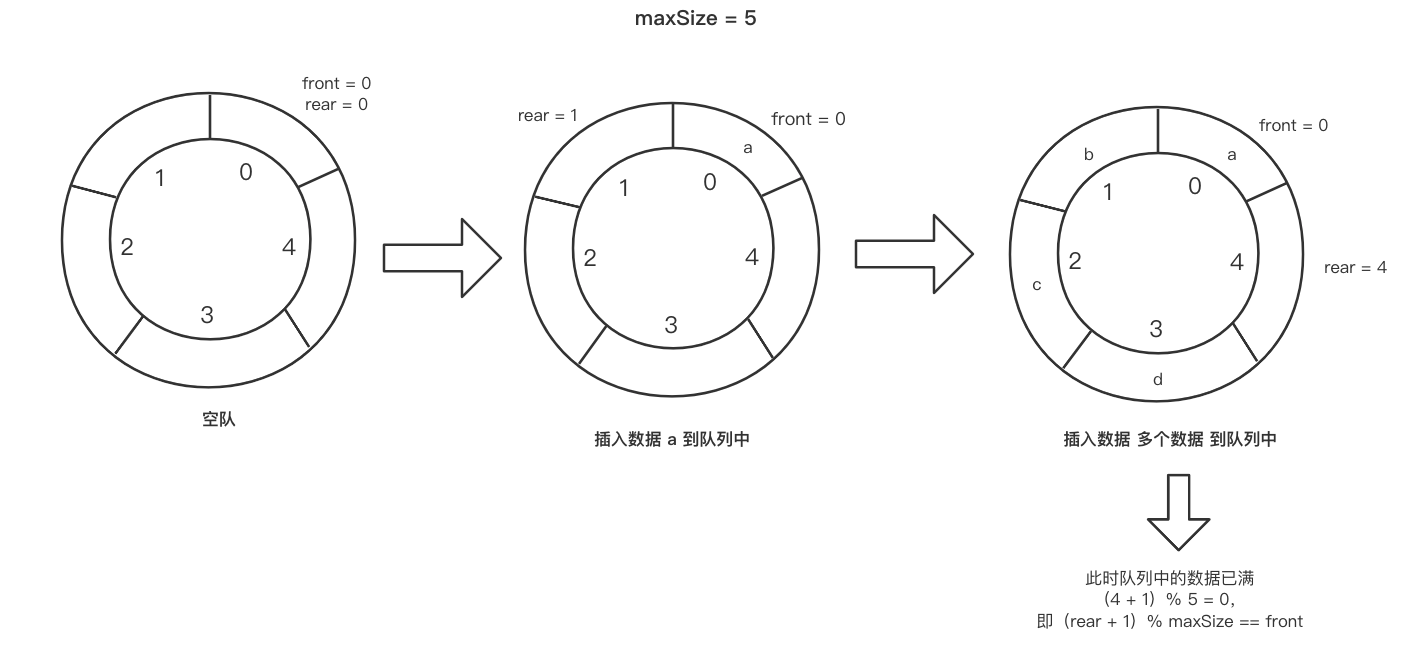 maxSize = 5
front = 0
rear = 0
1
0
2
4
3
空队
rear = 1
front = 0
a
1
0
2
4
3
插入数据 a 到队列中
front = 0
b
a
1
0
2
4
rear = 4
c
3
d
插入数据 多个数据 到队列中
此时队列中的数据已满
（4 + 1）% 5 = 0，
即（rear + 1）% maxSize == front